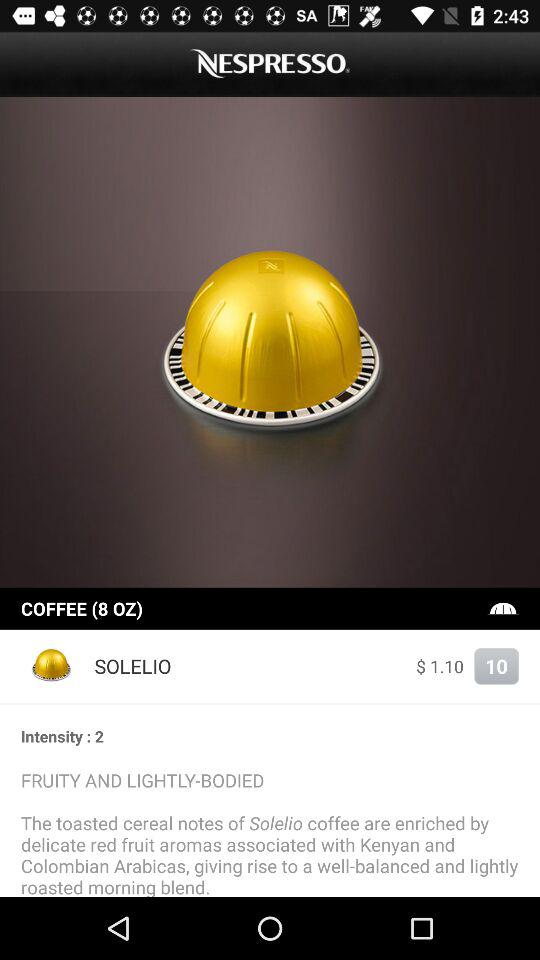 SA FAKE 2:43
NESPRESSO
COFFEE (8 OZ)
SOLELIO $ 1.10 10
Intensity : 2
FRUITY AND LIGHTLY-BODIED
The toasted cereal notes of Solelio coffee are enriched by
delicate red fruit aromas associated with Kenyan and
Colombian Arabicas, giving rise to a well-balanced and lightly
roasted morning blend.